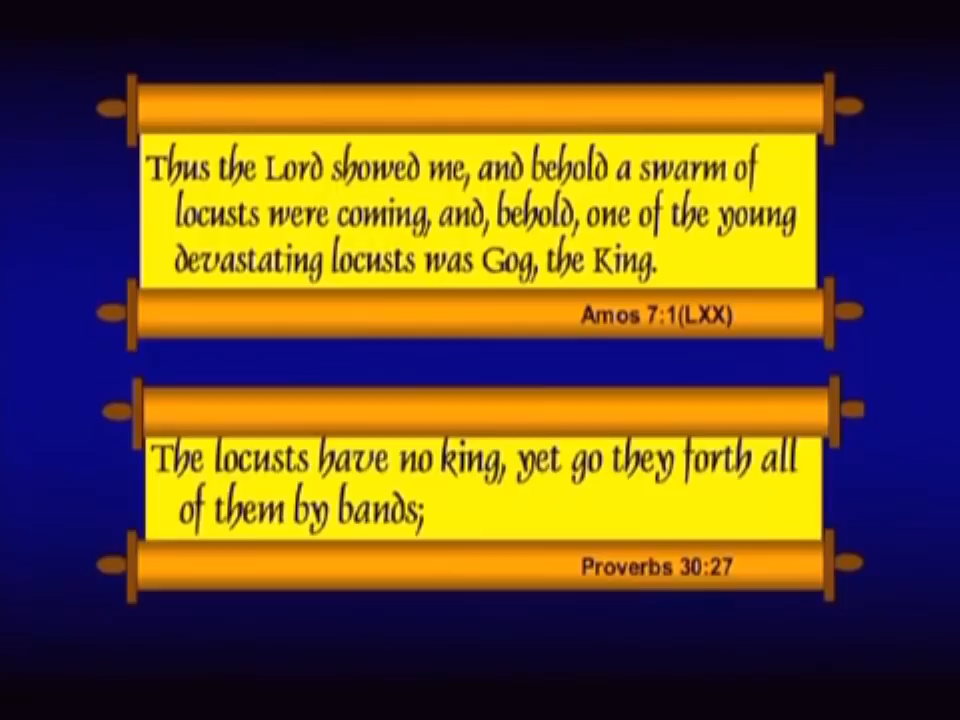 Thus the Lord showed me, and behold a swarm of
locusts were coming, and, behold, one of the young
devastating locusts was Gog, the King.
Amos 7:1(LXX)
The locusts have no king, yet go they forth all
of them by bands;
Proverbs 30:27